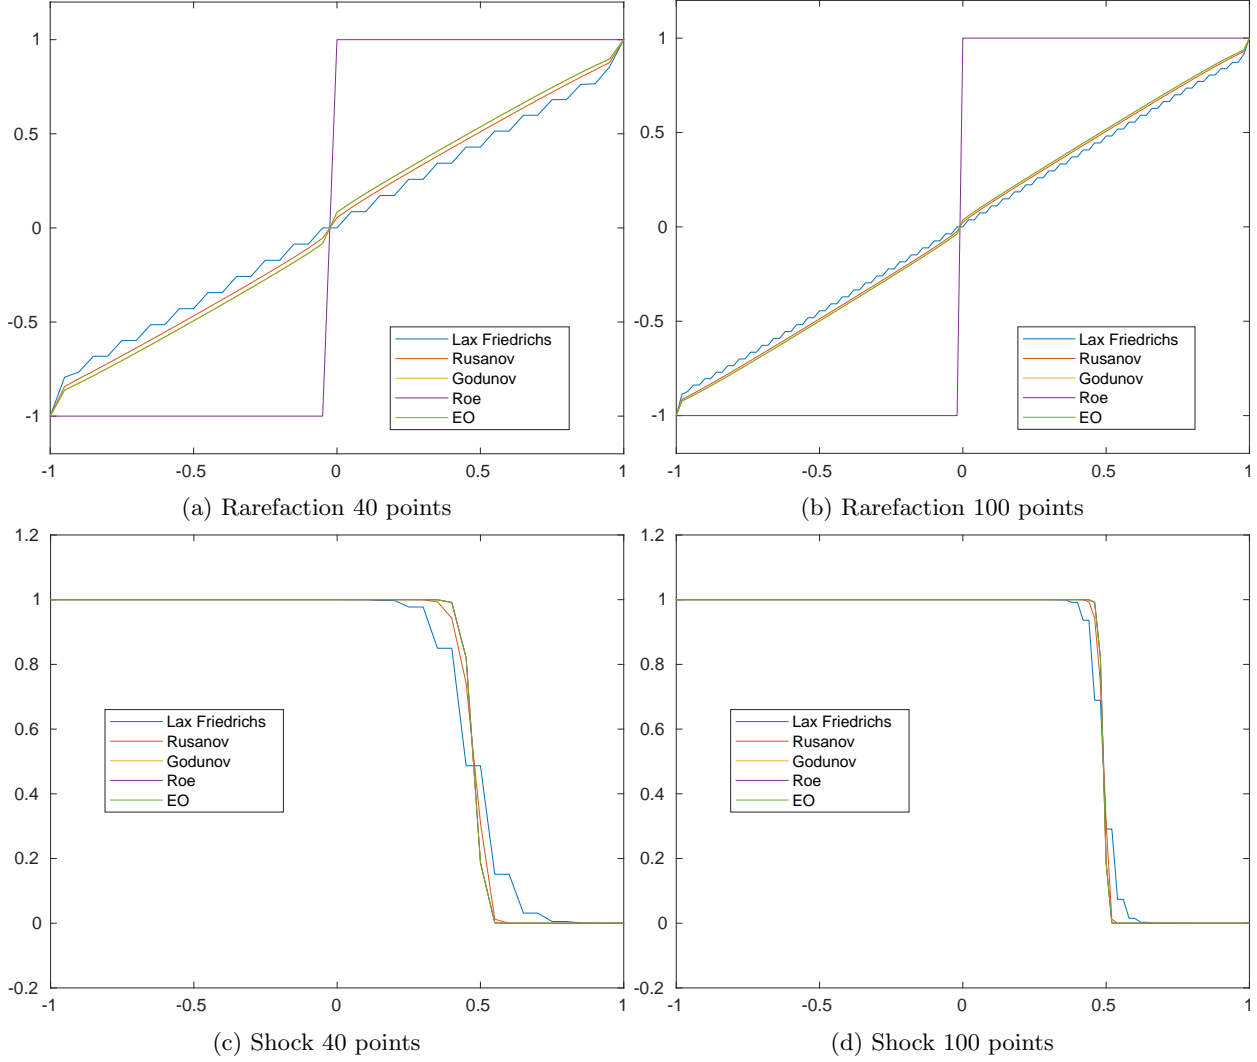 1
0.5
0
-0.5
-1
-1
-0.5
0
0.5
1
Lax Friedrichs
Rusanov
Godunov
Roe
EO
(a) Rarefaction 40 points
1
0.5
0
-0.5
-1
-1
-0.5
0
0.5
1
Lax Friedrichs
Rusanov
Godunov
Roe
EO
(b) Rarefaction 100 points
1.2
1
0.8
0.6
0.4
0.2
0
-0.2
-1
-0.5
0
0.5
1
Lax Friedrichs
Rusanov
Godunov
Roe
EO
(c) Shock 40 points
1.2
1
0.8
0.6
0.4
0.2
0
-0.2
-1
-0.5
0
0.5
1
Lax Friedrichs
Rusanov
Godunov
Roe
EO
(d) Shock 100 points